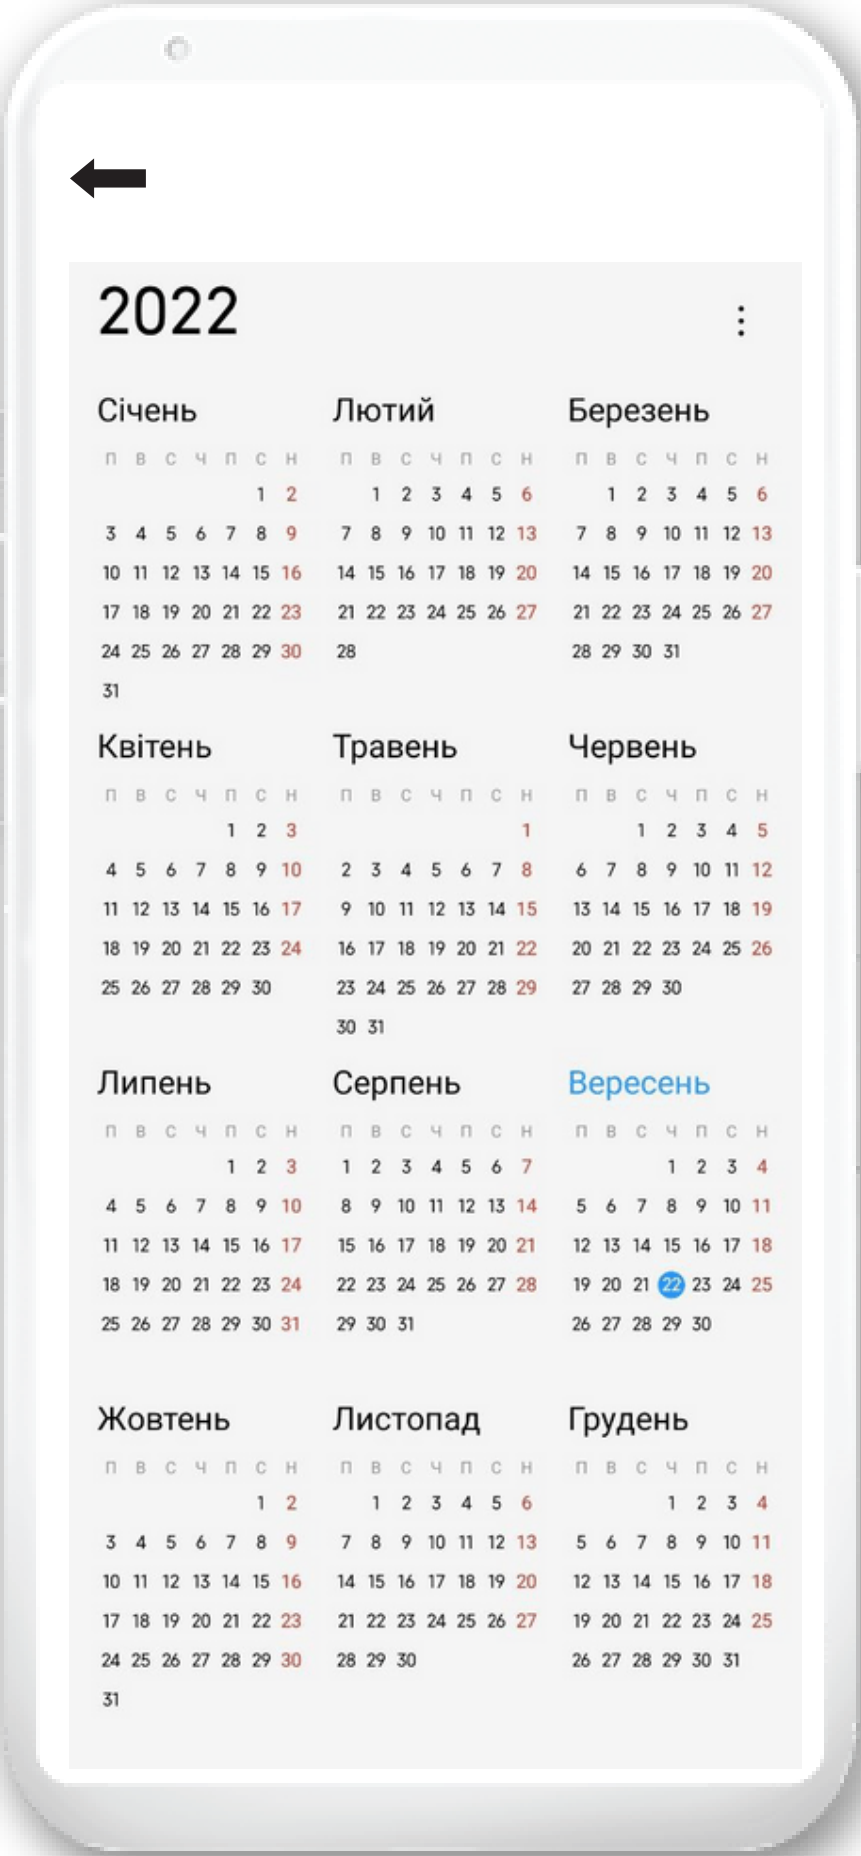 2022
Січень Лютий Березень
П В С Ч П С Н П В С Ч П С Н П В С Ч П С Н
1 2 1 2 3 4 5 6 1 2 3 4 5 6
3 4 5 6 7 8 9 7 8 9 10 11 12 13 7 8 9 10 11 12 13
10 11 12 13 14 15 16 14 15 16 17 18 19 20 14 15 16 17 18 19 20
17 18 19 20 21 22 23 21 22 23 24 25 26 27 21 22 23 24 25 26 27
24 25 26 27 28 29 30 28 28 29 30 31
31
Квітень Травень Червень
П В С Ч П С Н П В С Ч П С Н П В С Ч П С Н
1 2 3 1 1 2 3 4 5
4 5 6 7 8 9 10 2 3 4 5 6 7 8 6 7 8 9 10 11 12
11 12 13 14 15 16 17 9 10 11 12 13 14 15 13 14 15 16 17 18 19
18 19 20 21 22 23 24 16 17 18 19 20 21 22 20 21 22 23 24 25 26
25 26 27 28 29 30 23 24 25 26 27 28 29 27 28 29 30
30 31
Липень Серпень Вересень
П В С Ч П С Н П В С Ч П С Н П В С Ч П С Н
1 2 3 1 2 3 4 5 6 7 1 2 3 4
4 5 6 7 8 9 10 8 9 10 11 12 13 14 5 6 7 8 9 10 11
11 12 13 14 15 16 17 15 16 17 18 19 20 21 12 13 14 15 16 17 18
18 19 20 21 22 23 24 22 23 24 25 26 27 28 19 20 21 22 23 24 25
25 26 27 28 29 30 31 29 30 31 26 27 28 29 30
Жовтень Листопад Грудень
П В С Ч П С Н П В С Ч П С Н П В С Ч П С Н
1 2 1 2 3 4 5 6 1 2 3 4
3 4 5 6 7 8 9 7 8 9 10 11 12 13 5 6 7 8 9 10 11
10 11 12 13 14 15 16 14 15 16 17 18 19 20 12 13 14 15 16 17 18
17 18 19 20 21 22 23 21 22 23 24 25 26 27 19 20 21 22 23 24 25
24 25 26 27 28 29 30 28 29 30 26 27 28 29 30 31
31